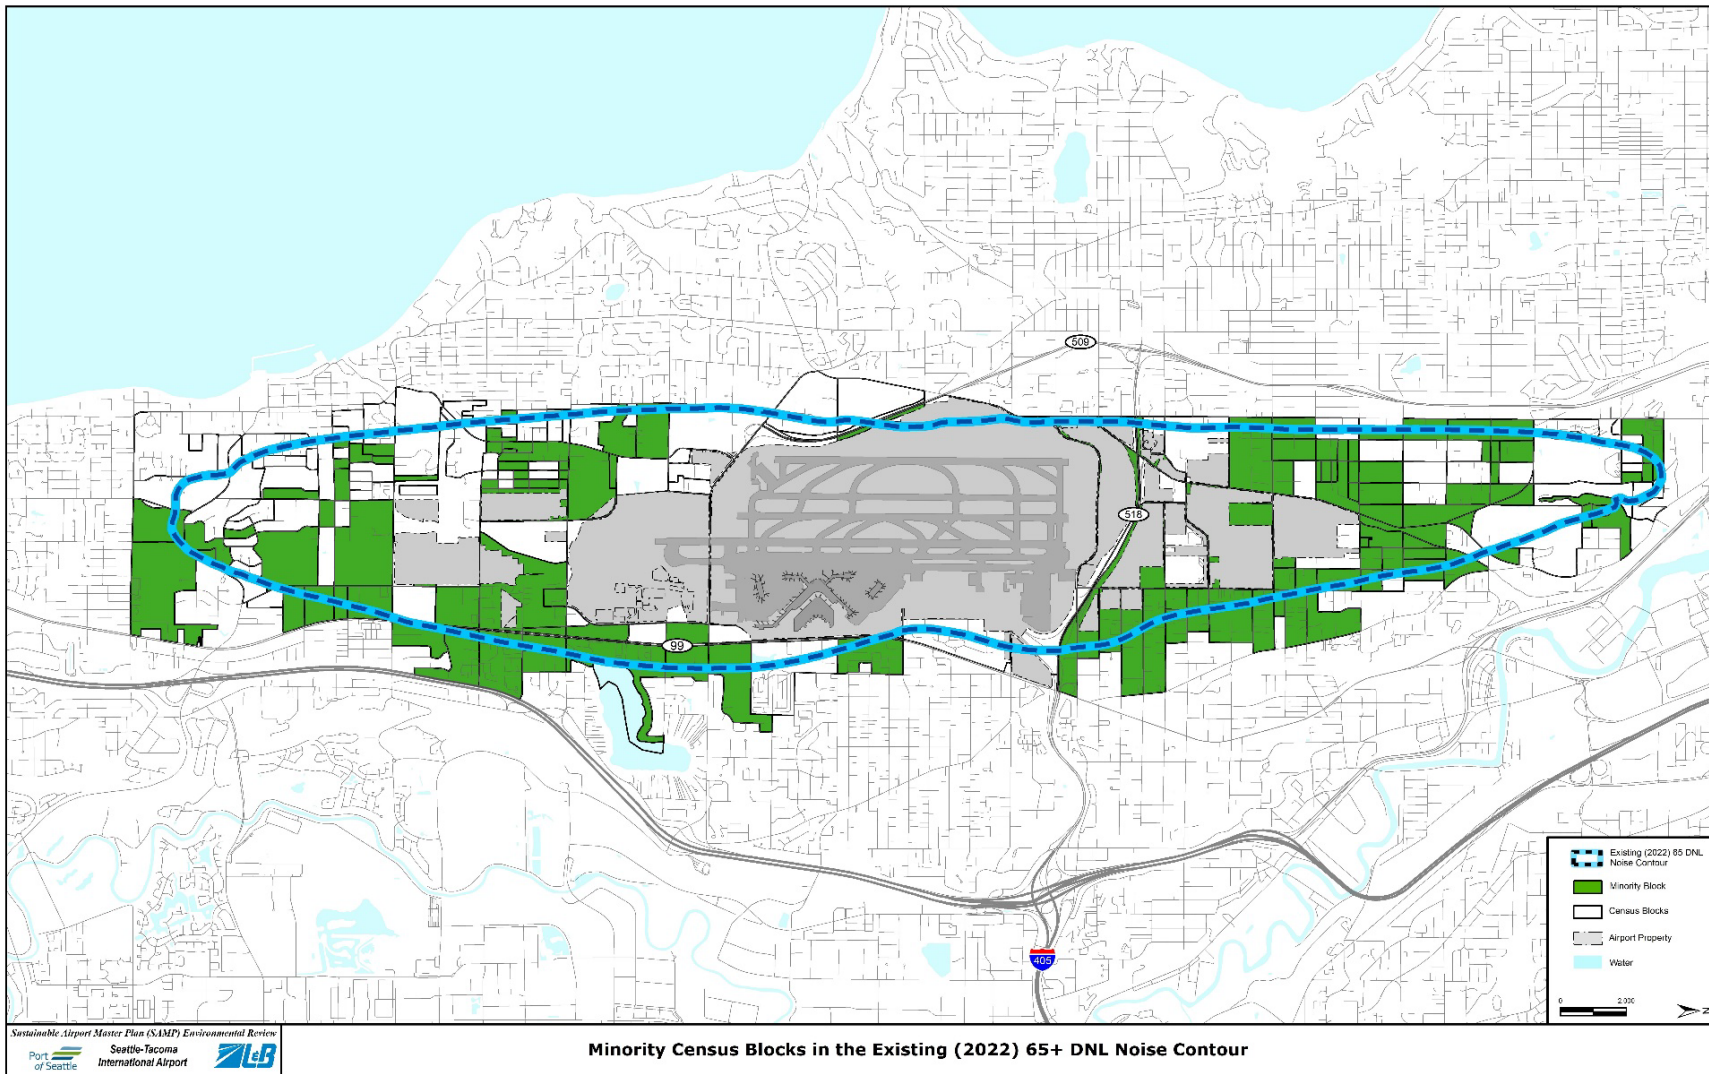 509
518
99
405
Existing (2022) 65 DNL
Noise Contour
Minority Block
Census Blocks
Airport Property
Water
0
2,000
N
Sustainable Airport Master Plan (SAMP) Environmental Review
Port
of Seattle
Seattle-Tacoma
International Airport
L&B
Minority Census Blocks in the Existing (2022) 65+ DNL Noise Contour